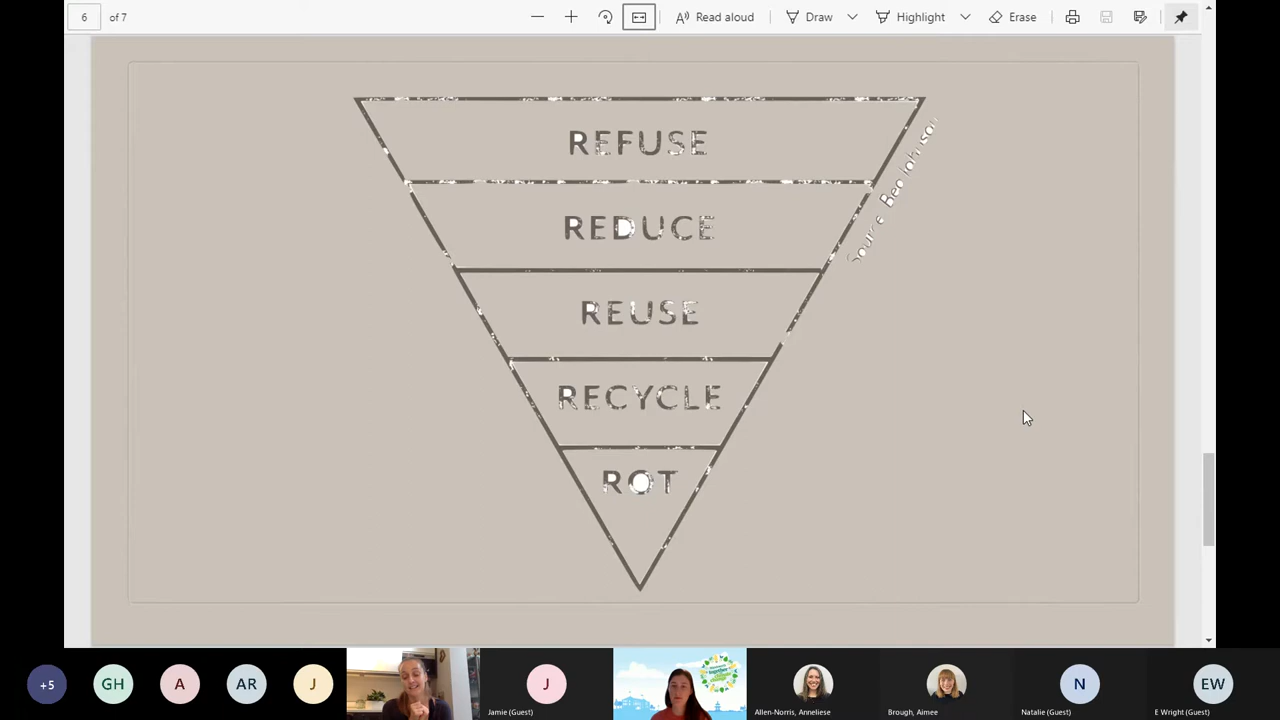 6 of 7
Read aloud
Draw
Highlight
Erase
REFUSE
REDUCE
REUSE
RECYCLE
ROT
Source Bea Johnson
+5
GH
A
AR
J
J
N
EW
Jamie (Guest)
Allen-Norris, Anneliese
Brough, Aimee
Natalie (Guest)
E Wright (Guest)